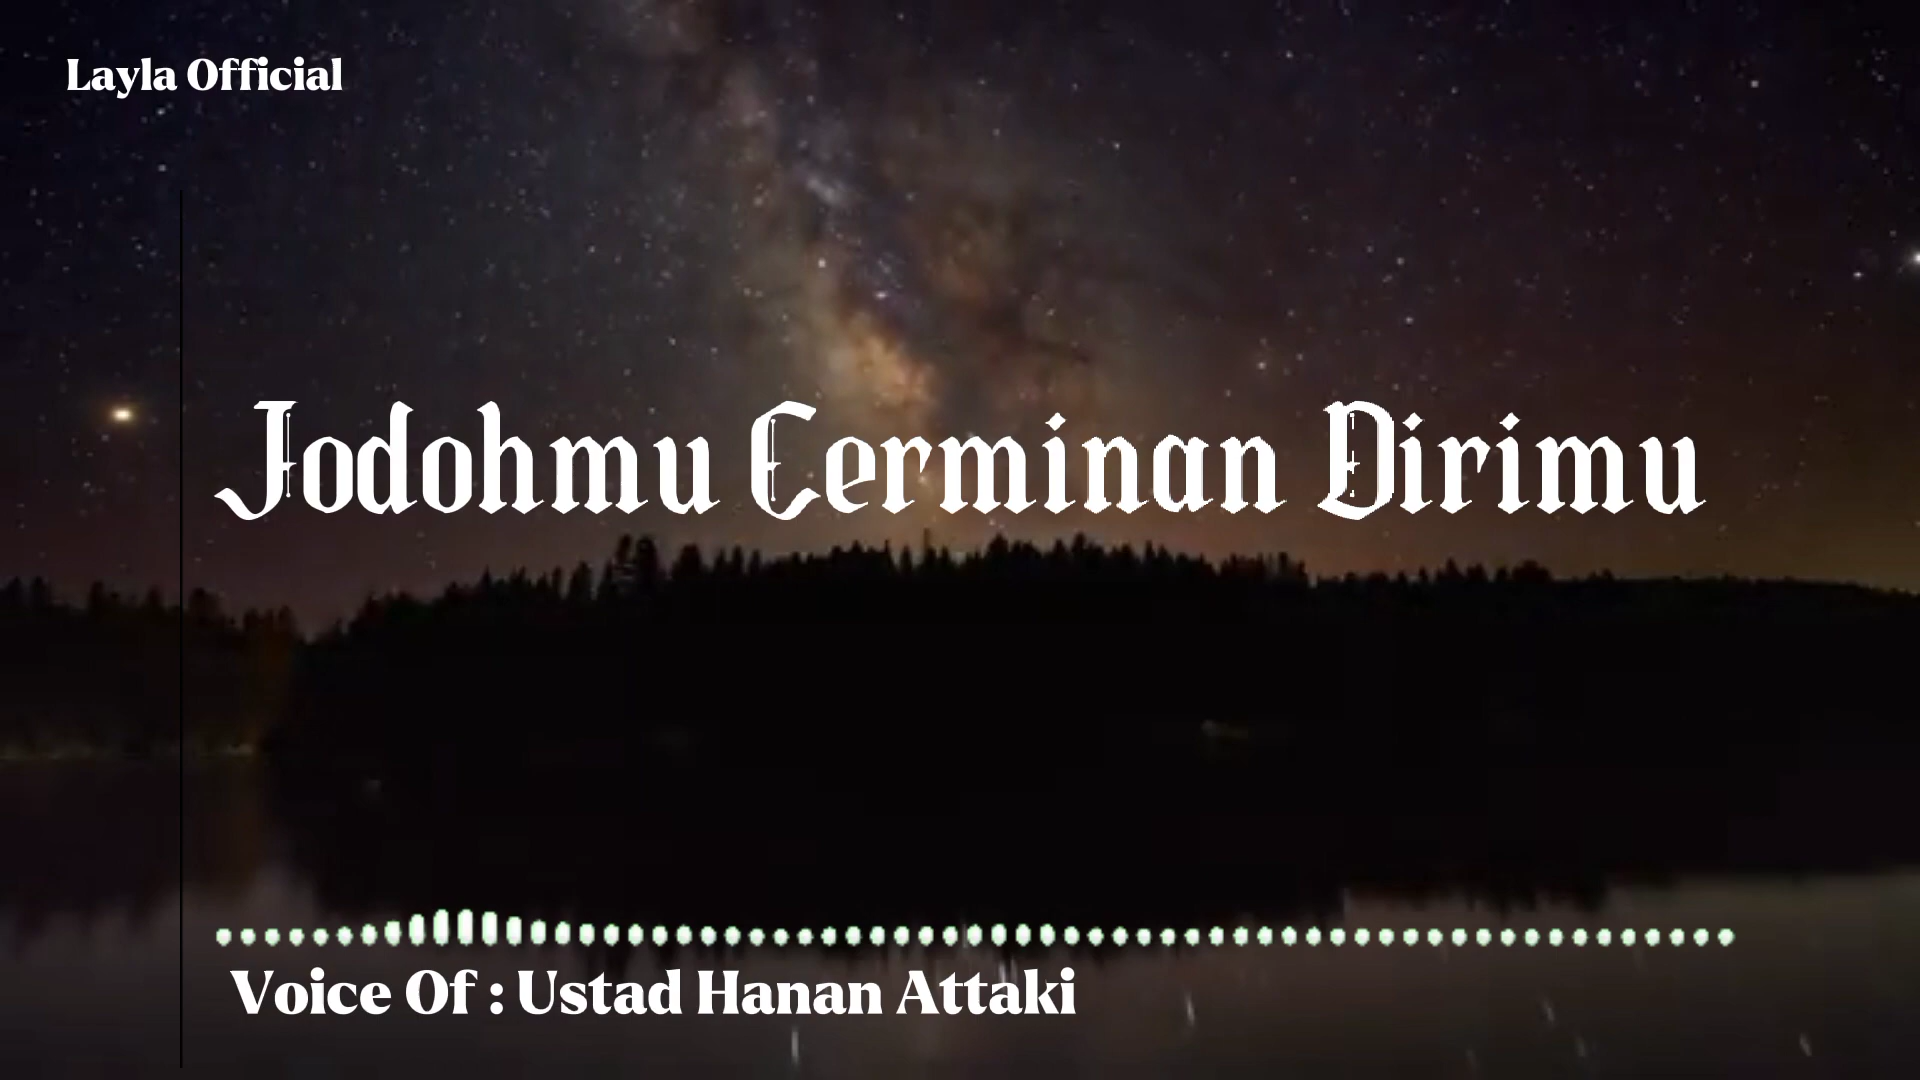 Layla Official
Jodohmu Cerminan Dirimu
Voice Of : Ustad Hanan Attaki